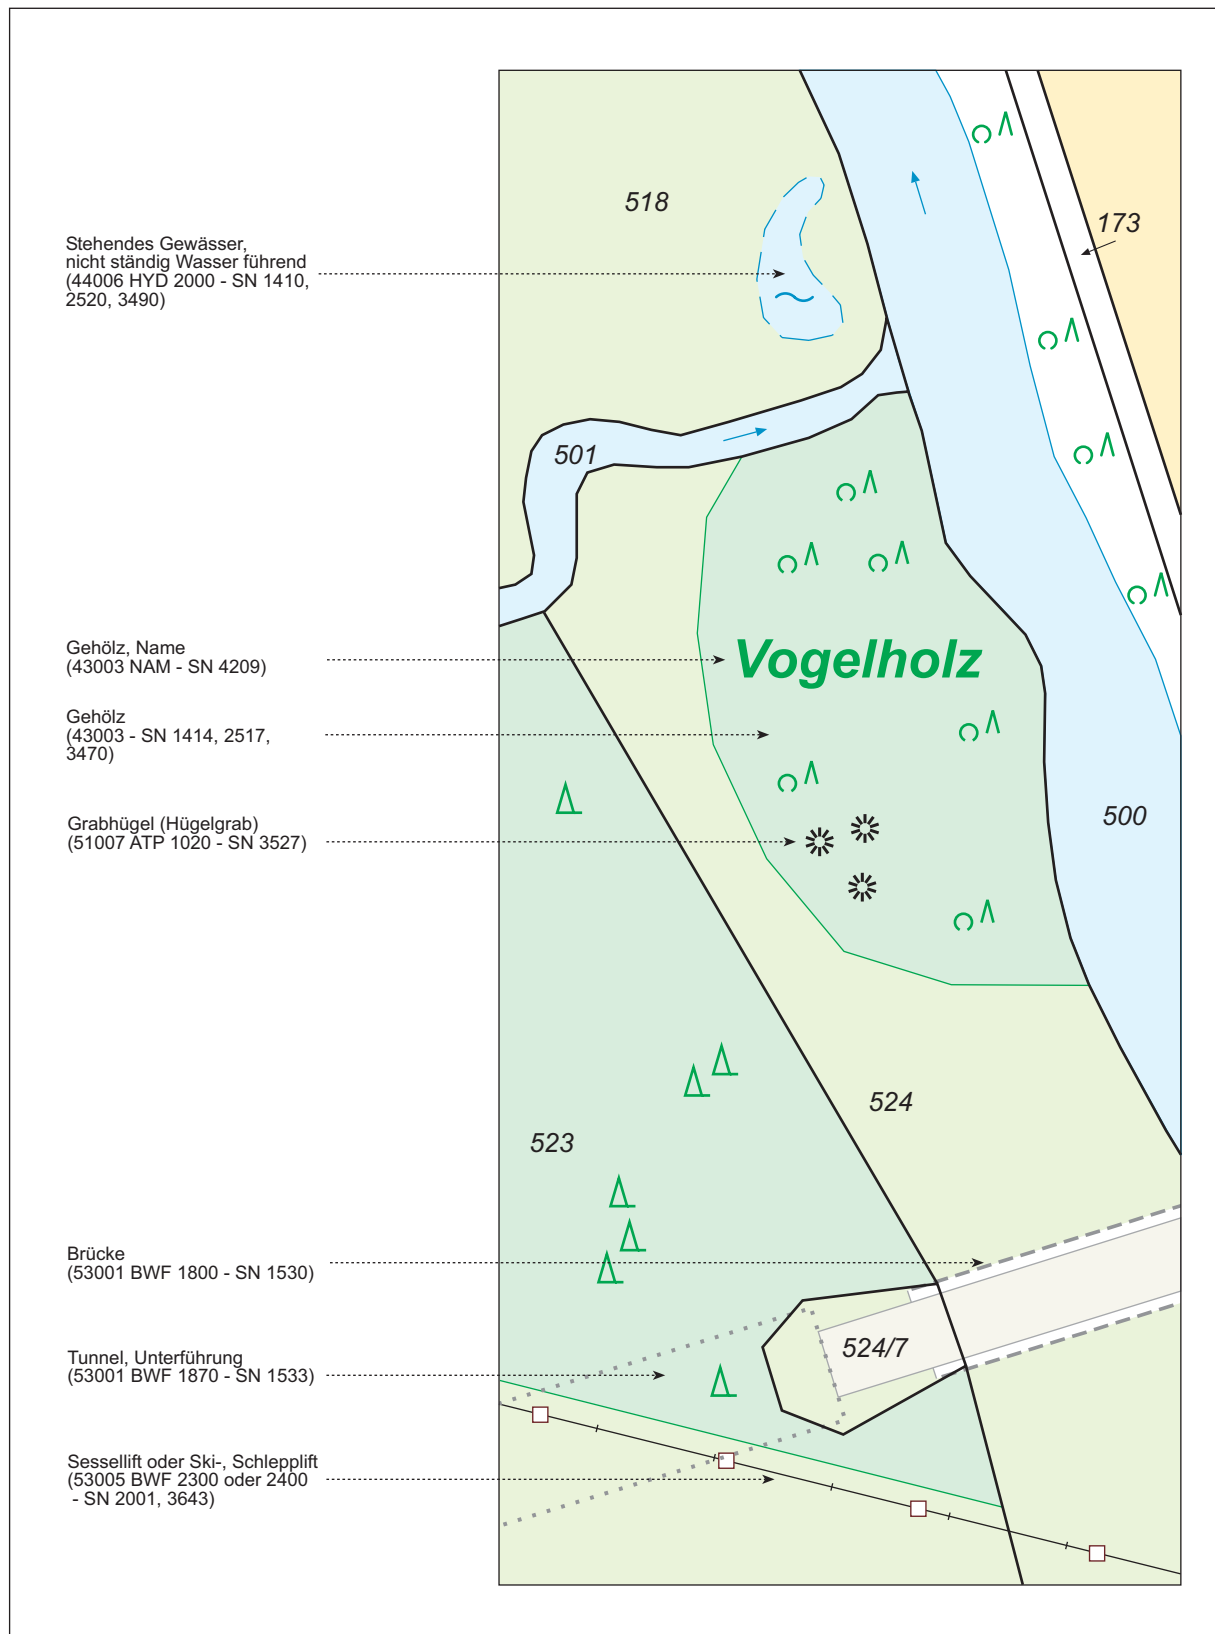 518
173
Stehendes Gewässer,
nicht ständig Wasser führend
(44006 HYD 2000 - SN 1410,
2520, 3490)
501
Gehölz, Name
(43003 NAM - SN 4209)
Vogelholz
Gehölz
(43003 - SN 1414, 2517,
3470)
Grabhügel (Hügelgrab)
(51007 ATP 1020 - SN 3527)
500
524
523
Brücke
(53001 BWF 1800 - SN 1530)
524/7
Tunnel, Unterführung
(53001 BWF 1870 - SN 1533)
Sessellift oder Ski-, Schlepplift
(53005 BWF 2300 oder 2400
- SN 2001, 3643)